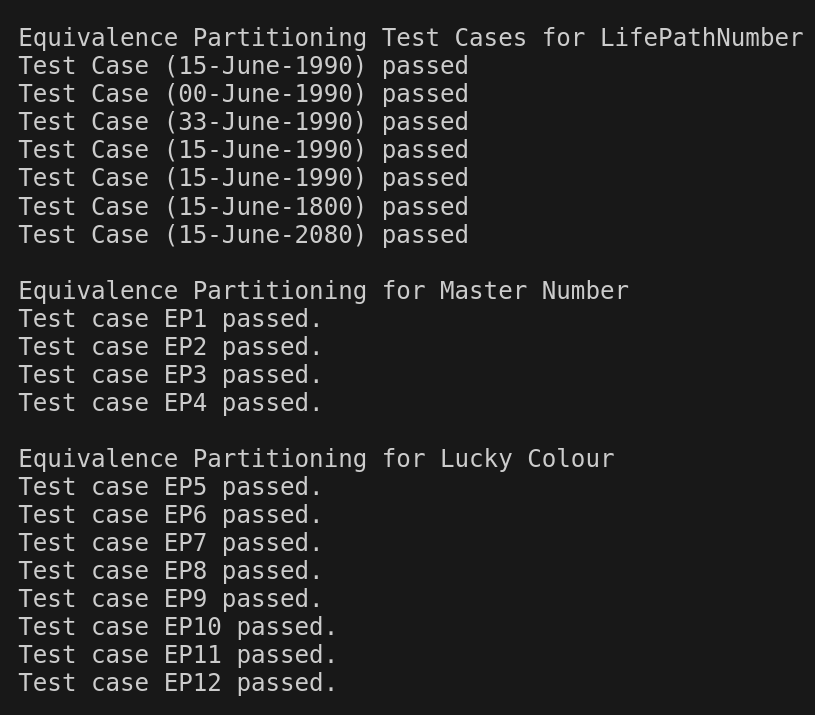 Equivalence Partitioning Test Cases for LifePathNumber
Test Case (15-June-1990) passed
Test Case (00-June-1990) passed
Test Case (33-June-1990) passed
Test Case (15-June-1990) passed
Test Case (15-June-1990) passed
Test Case (15-June-1800) passed
Test Case (15-June-2080) passed
Equivalence Partitioning for Master Number
Test case EP1 passed.
Test case EP2 passed.
Test case EP3 passed.
Test case EP4 passed.
Equivalence Partitioning for Lucky Colour
Test case EP5 passed.
Test case EP6 passed.
Test case EP7 passed.
Test case EP8 passed.
Test case EP9 passed.
Test case EP10 passed.
Test case EP11 passed.
Test case EP12 passed.